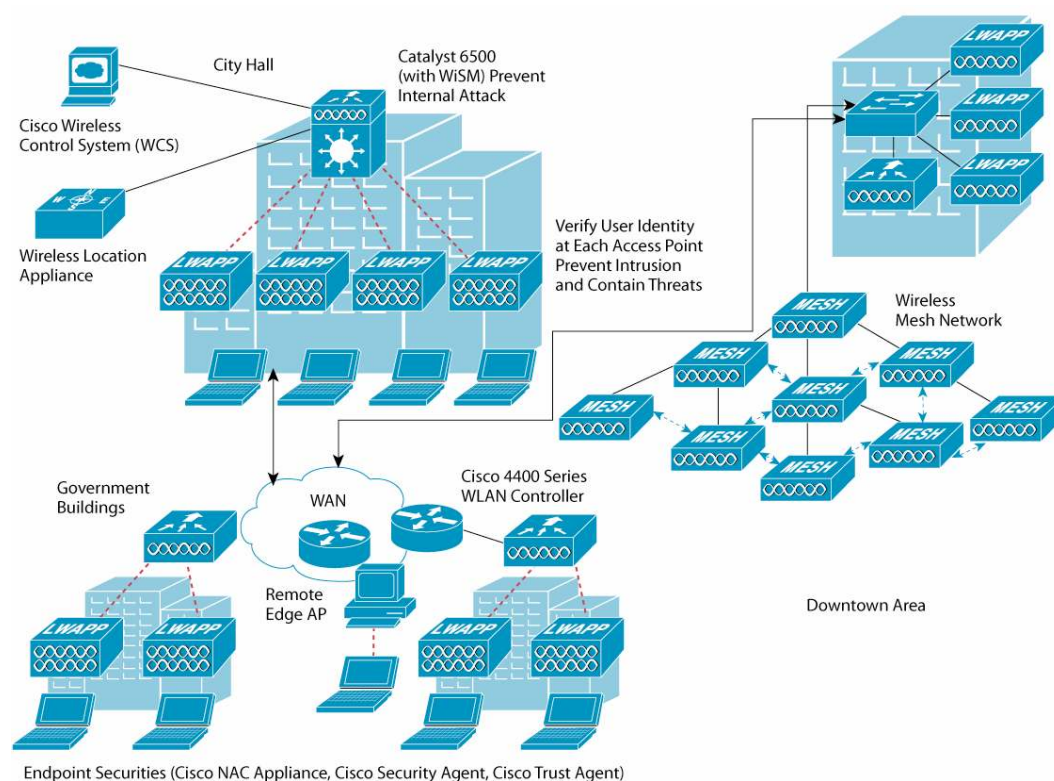 City Hall
Catalyst 6500
(with WiSM) Prevent
Internal Attack
Cisco Wireless
Control System (WCS)
Wireless Location
Appliance
LWAPP
LWAPP
LWAPP
LWAPP
LWAPP
LWAPP
LWAPP
Verify User Identity
at Each Access Point
Prevent Intrusion
and Contain Threats
Wireless
Mesh Network
MESH
MESH
MESH
MESH
MESH
MESH
MESH
MESH
MESH
Downtown Area
Government
Buildings
WAN
Cisco 4400 Series
WLAN Controller
Remote
Edge AP
LWAPP
LWAPP
LWAPP
LWAPP
Endpoint Securities (Cisco NAC Appliance, Cisco Security Agent, Cisco Trust Agent)